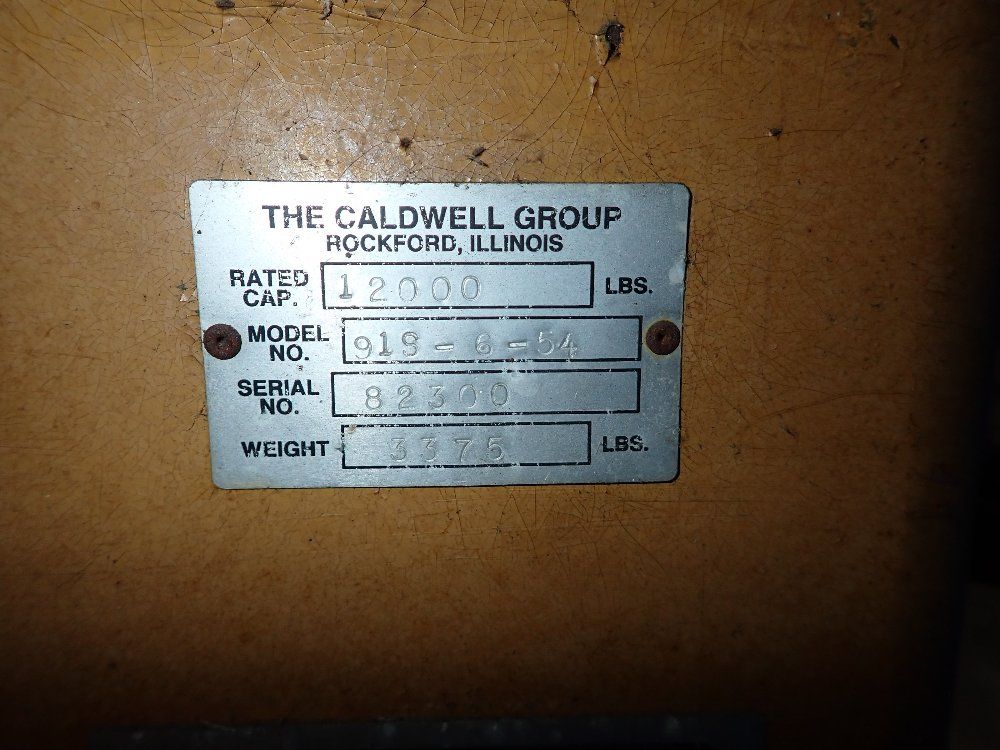 THE CALDWELL GROUP
ROCKFORD, ILLINOIS
RATED CAP. 12000 LBS.
MODEL NO. 91S-6-54
SERIAL NO. 82300
WEIGHT 3375 LBS.